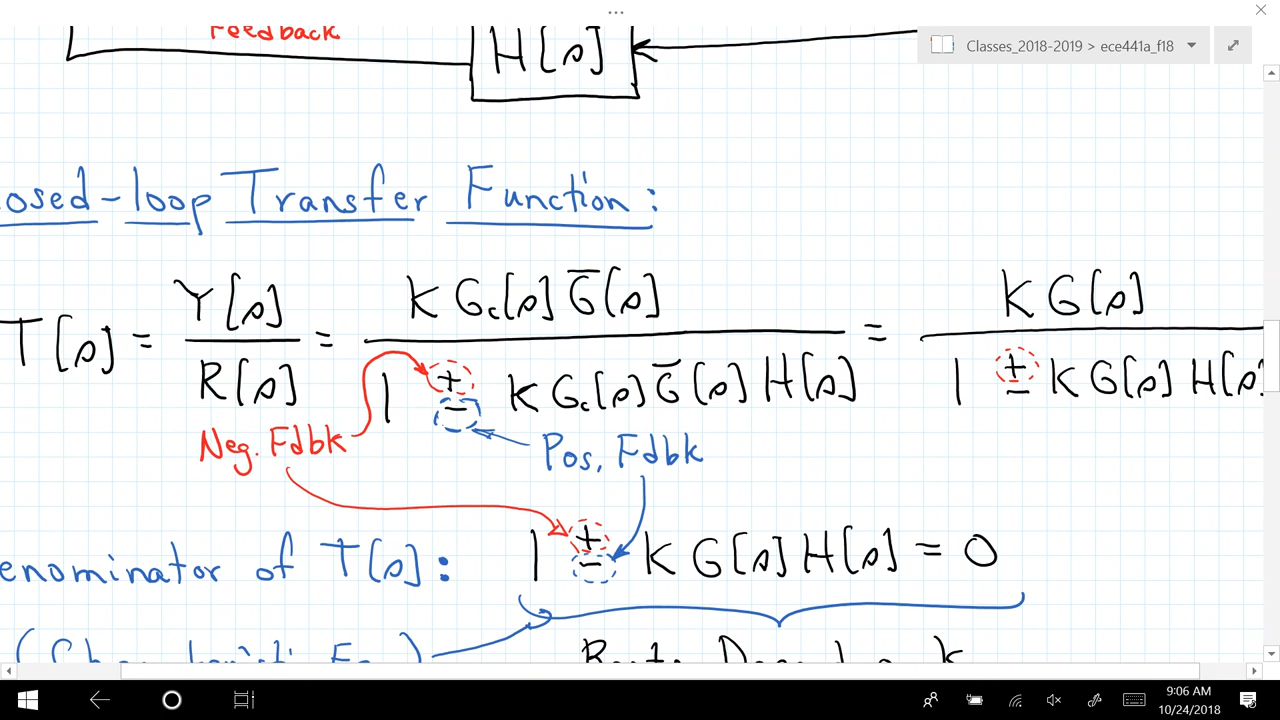 Feedback
H[s]
Classes_2018-2019 > ece441a_f18
losed-loop Transfer Function:
T[s] = Y[s] / R[s] = K Gc[s] G̅[s] / 1 ± K Gc[s] G̅[s] H[s] = K G[s] / 1 ± K G[s] H[s]
Neg. Fdbk
Pos. Fdbk
enominator of T[s]: 1 ± K G[s] H[s] = 0
9:06 AM
10/24/2018